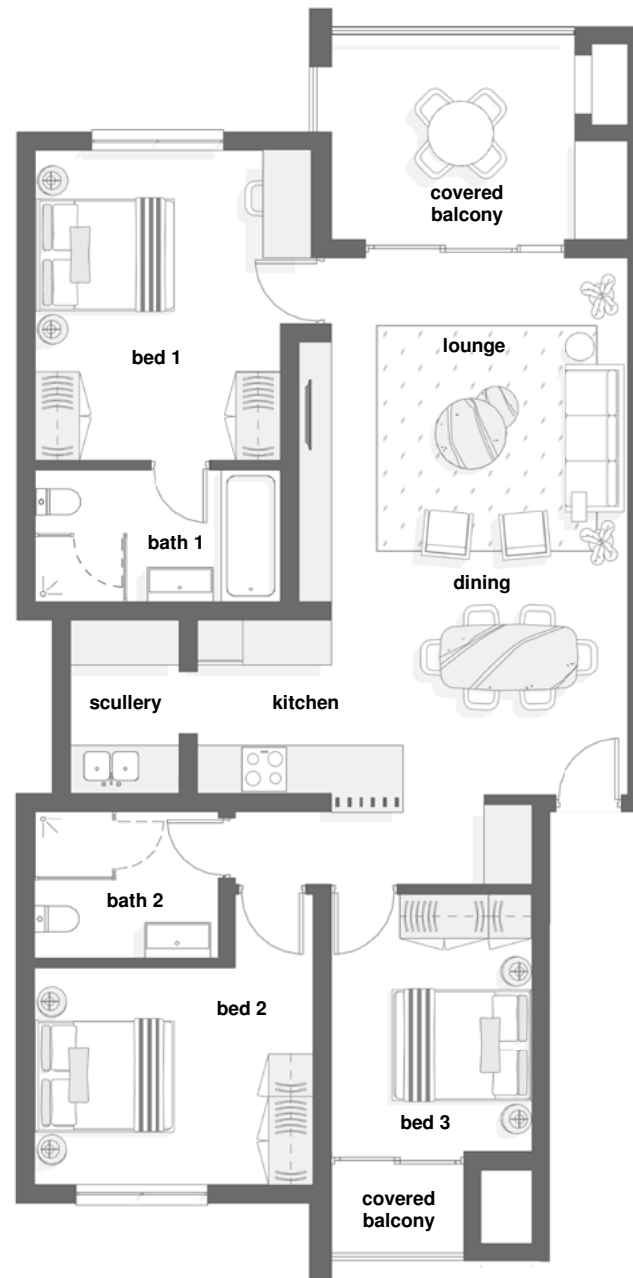 covered
balcony
lounge
bed 1
bath 1
dining
scullery
kitchen
bath 2
bed 2
bed 3
covered
balcony